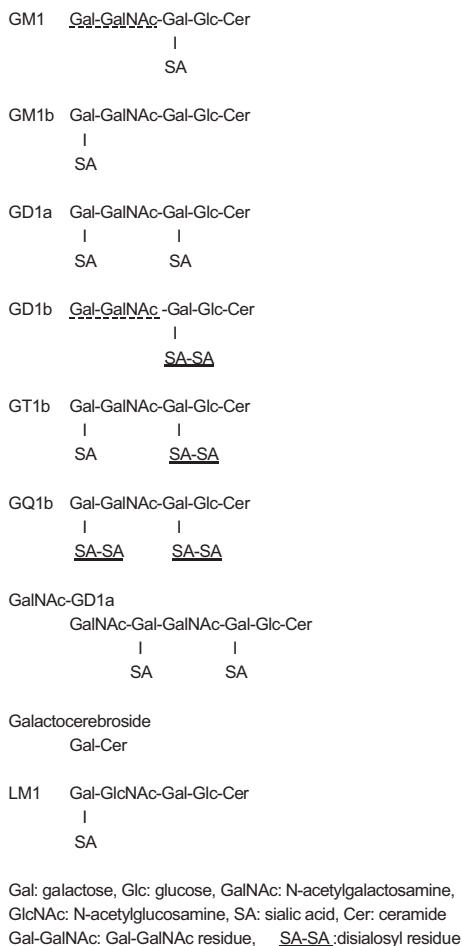 GM1 Gal-GalNAc-Gal-Glc-Cer
I
SA
GM1b Gal-GalNAc-Gal-Glc-Cer
I
SA
GD1a Gal-GalNAc-Gal-Glc-Cer
I I
SA SA
GD1b Gal-GalNAc -Gal-Glc-Cer
I
SA-SA
GT1b Gal-GalNAc-Gal-Glc-Cer
I I
SA SA-SA
GQ1b Gal-GalNAc-Gal-Glc-Cer
I I
SA-SA SA-SA
GalNAc-GD1a
GalNAc-Gal-GalNAc-Gal-Glc-Cer
I I
SA SA
Galactocerebroside
Gal-Cer
LM1 Gal-GlcNAc-Gal-Glc-Cer
I
SA
Gal: galactose, Glc: glucose, GalNAc: N-acetylgalactosamine,
GlcNAc: N-acetylglucosamine, SA: sialic acid, Cer: ceramide
Gal-GalNAc: Gal-GalNAc residue, SA-SA :disialosyl residue